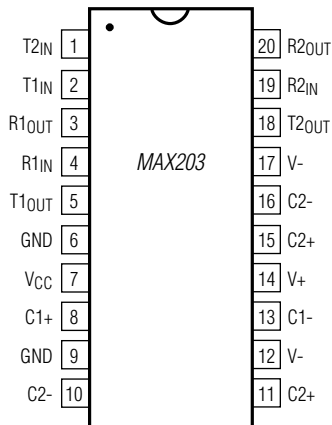 T2IN 1 20 R2OUT
T1IN 2 19 R2IN
R1OUT 3 18 T2OUT
R1IN 4 MAX203 17 V-
T1OUT 5 16 C2-
GND 6 15 C2+
VCC 7 14 V+
C1+ 8 13 C1-
GND 9 12 V-
C2- 10 11 C2+